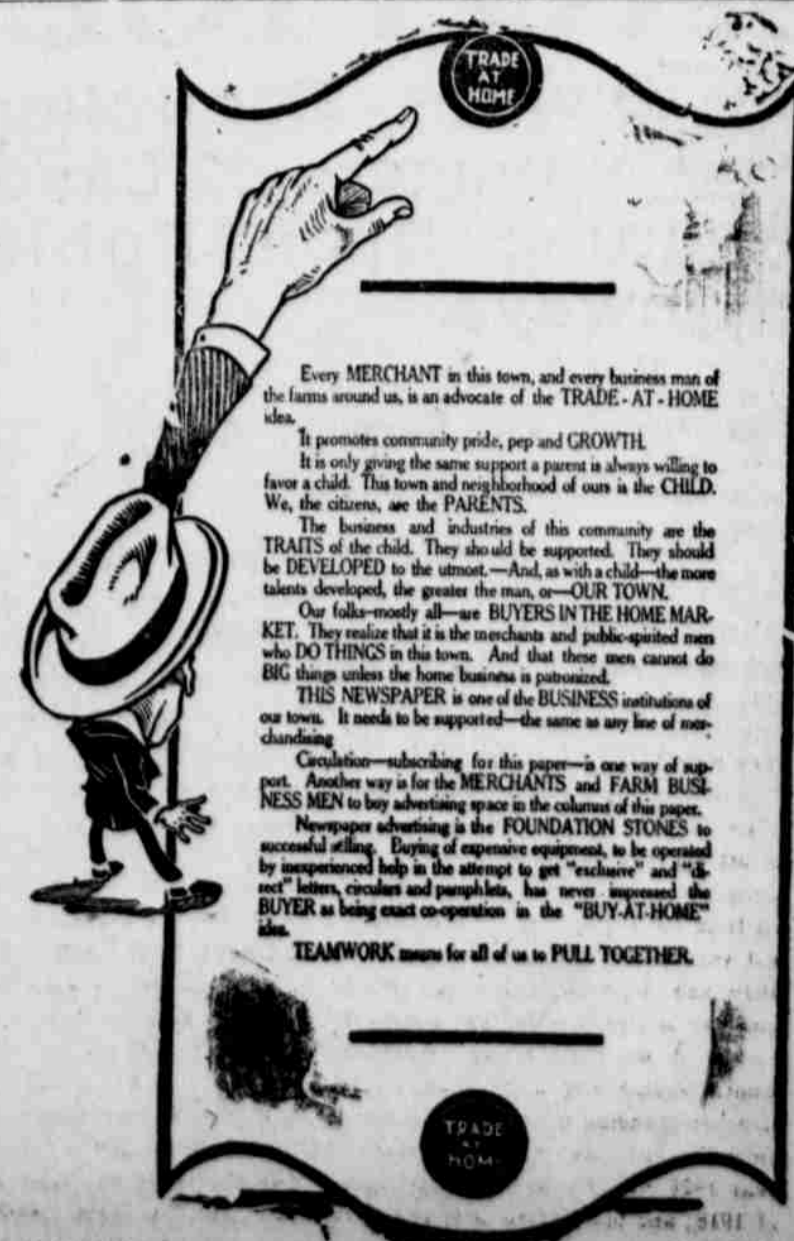 TRADE
AT
HOME
Every MERCHANT in this town, and every business man of
the farms around us, is an advocate of the TRADE - AT - HOME
idea.
It promotes community pride, pep and GROWTH.
It is only giving the same support a parent is always willing to
favor a child. This town and neighborhood of ours is the CHILD.
We, the citizens, are the PARENTS.
The business and industries of this community are the
TRAITS of the child. They should be supported. They should
be DEVELOPED to the utmost.—And, as with a child—the more
talents developed, the greater the man, or—OUR TOWN.
Our folks—mostly all—are BUYERS IN THE HOME MAR-
KET. They realize that it is the merchants and public-spirited men
who DO THINGS in this town. And that these men cannot do
BIG things unless the home business is patronized.
THIS NEWSPAPER is one of the BUSINESS institutions of
our town. It needs to be supported—the same as any line of mer-
chandising
Circulation—subscribing for this paper—is one way of sup-
port. Another way is for the MERCHANTS and FARM BUSI-
NESS MEN to buy advertising space in the columns of this paper.
Newspaper advertising is the FOUNDATION STONES to
successful selling. Buying of expensive equipment, to be operated
by inexperienced help in the attempt to get "exclusive" and "di-
rect" letters, circulars and pamphlets, has never impressed the
BUYER as being exact co-operation in the "BUY-AT-HOME"
idea.
TEAMWORK means for all of us to PULL TOGETHER.
TRADE
AT
HOM